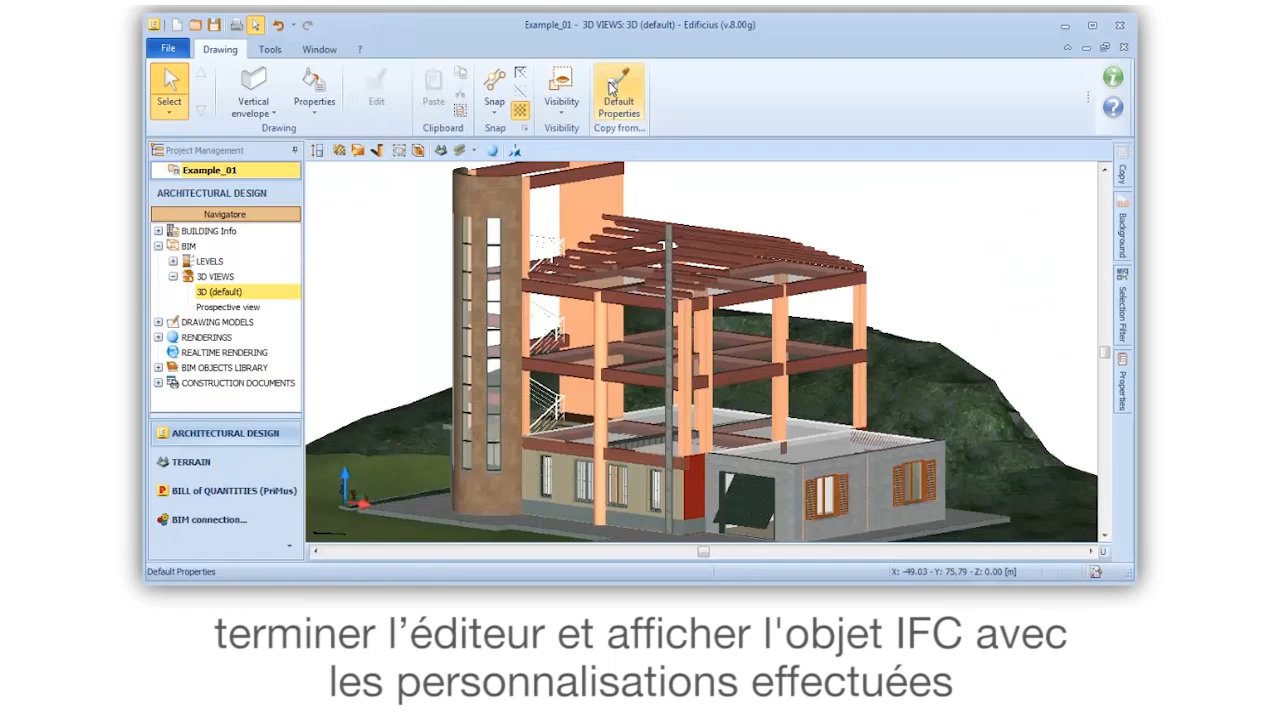 Example_01 - 3D VIEWS: 3D (default) - Edificius (v.8.00g)
File Drawing Tools Window ?
Select
Vertical envelope
Properties
Edit
Paste
Snap
Visibility
Default Properties
Drawing Clipboard Snap Visibility Copy from...
Project Management
Example_01
ARCHITECTURAL DESIGN
Navigatore
BUILDING Info
BIM
LEVELS
3D VIEWS
3D (default)
Prospective view
DRAWING MODELS
RENDERINGS
REALTIME RENDERING
BIM OBJECTS LIBRARY
CONSTRUCTION DOCUMENTS
ARCHITECTURAL DESIGN
TERRAIN
BILL of QUANTITIES (PriMus)
BIM connection...
Copy
Background
Selection Filter
Properties
U
Default Properties
X: -49.03 - Y: 75.79 - Z: 0.00 [m]
terminer l’éditeur et afficher l'objet IFC avec
les personnalisations effectuées